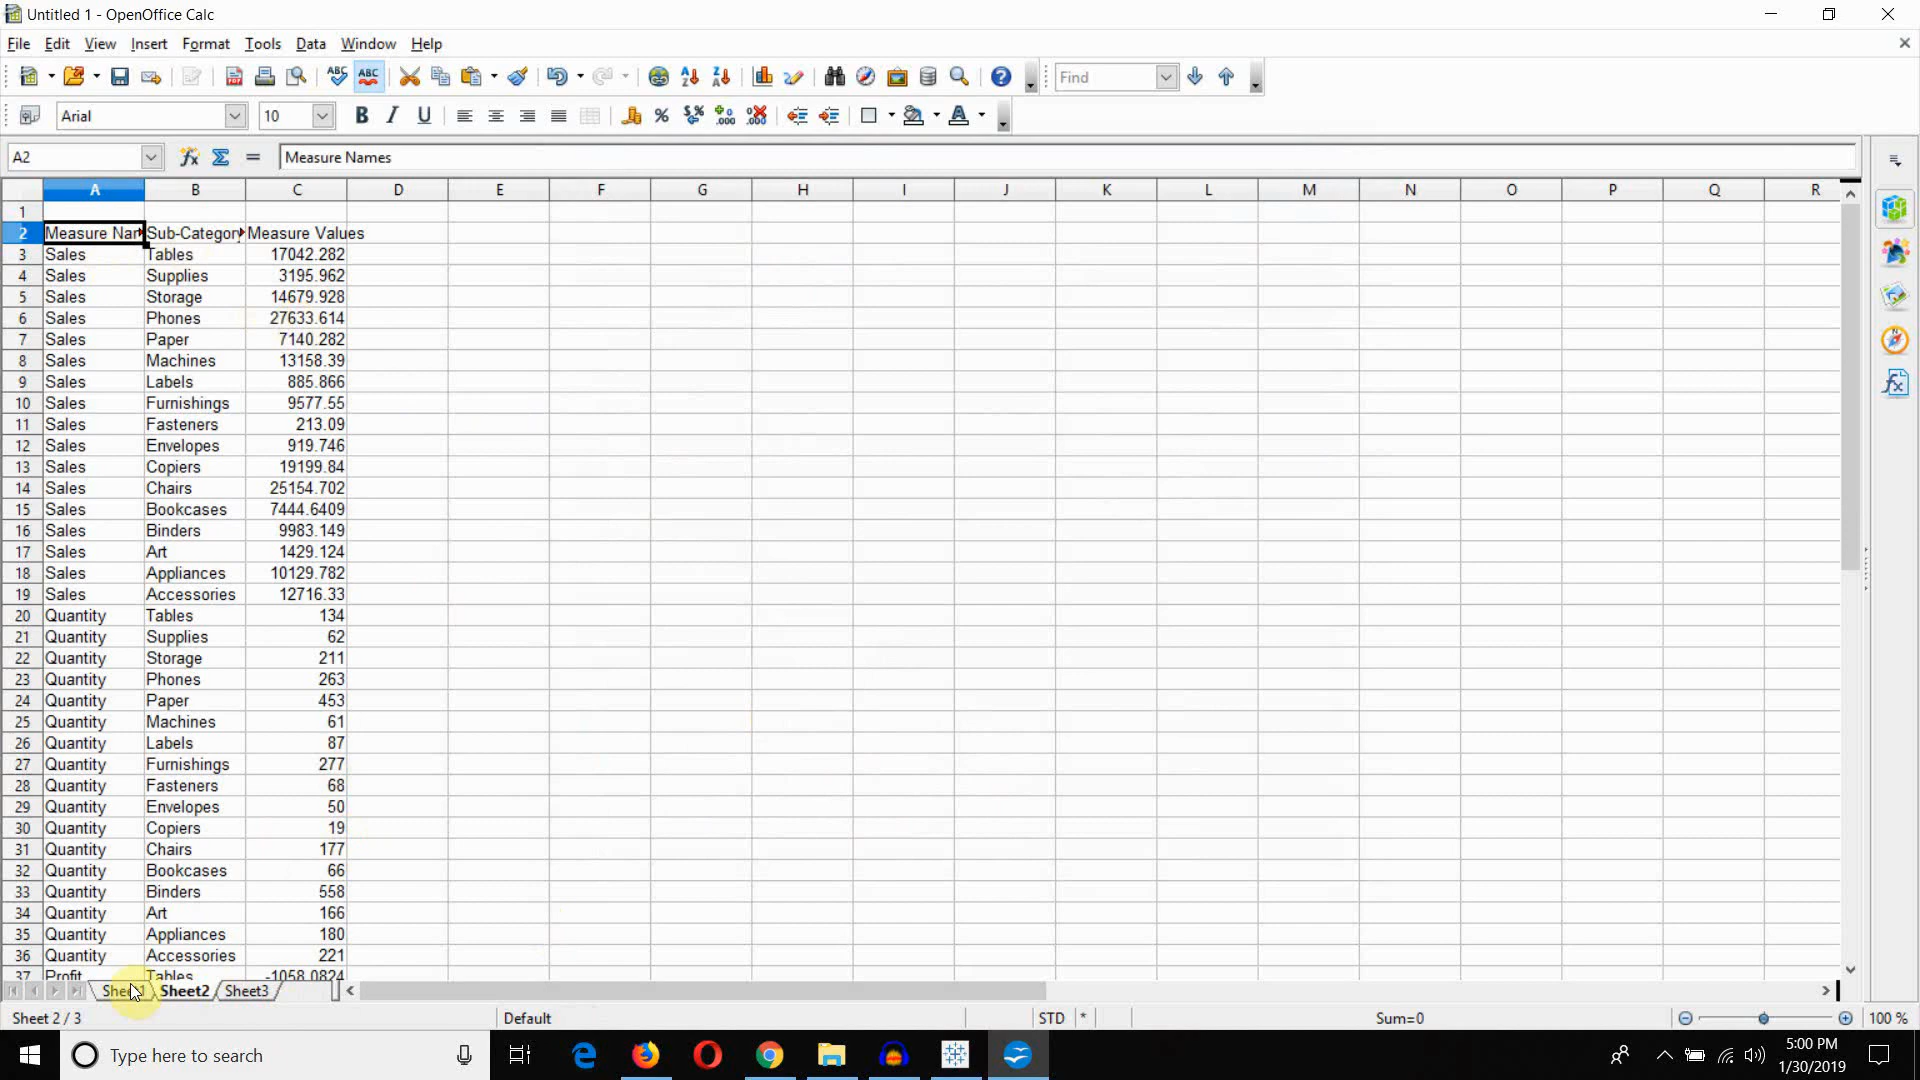 Untitled 1 - OpenOffice Calc
File Edit View Insert Format Tools Data Window Help
Find
Arial 10
A2 Measure Names
A B C D E F G H I J K L M N O P Q R
1
2 Measure Nam Sub-Category Measure Values
3 Sales Tables 17042.282
4 Sales Supplies 3195.962
5 Sales Storage 14679.928
6 Sales Phones 27633.614
7 Sales Paper 7140.282
8 Sales Machines 13158.39
9 Sales Labels 885.866
10 Sales Furnishings 9577.55
11 Sales Fasteners 213.09
12 Sales Envelopes 919.746
13 Sales Copiers 19199.84
14 Sales Chairs 25154.702
15 Sales Bookcases 7444.6409
16 Sales Binders 9983.149
17 Sales Art 1429.124
18 Sales Appliances 10129.782
19 Sales Accessories 12716.33
20 Quantity Tables 134
21 Quantity Supplies 62
22 Quantity Storage 211
23 Quantity Phones 263
24 Quantity Paper 453
25 Quantity Machines 61
26 Quantity Labels 87
27 Quantity Furnishings 277
28 Quantity Fasteners 68
29 Quantity Envelopes 50
30 Quantity Copiers 19
31 Quantity Chairs 177
32 Quantity Bookcases 66
33 Quantity Binders 558
34 Quantity Art 166
35 Quantity Appliances 180
36 Quantity Accessories 221
37 Profit Tables -1058.0824
Sheet1 Sheet2 Sheet3
Sheet 2 / 3 Default STD * Sum=0 100 %
Type here to search
5:00 PM
1/30/2019